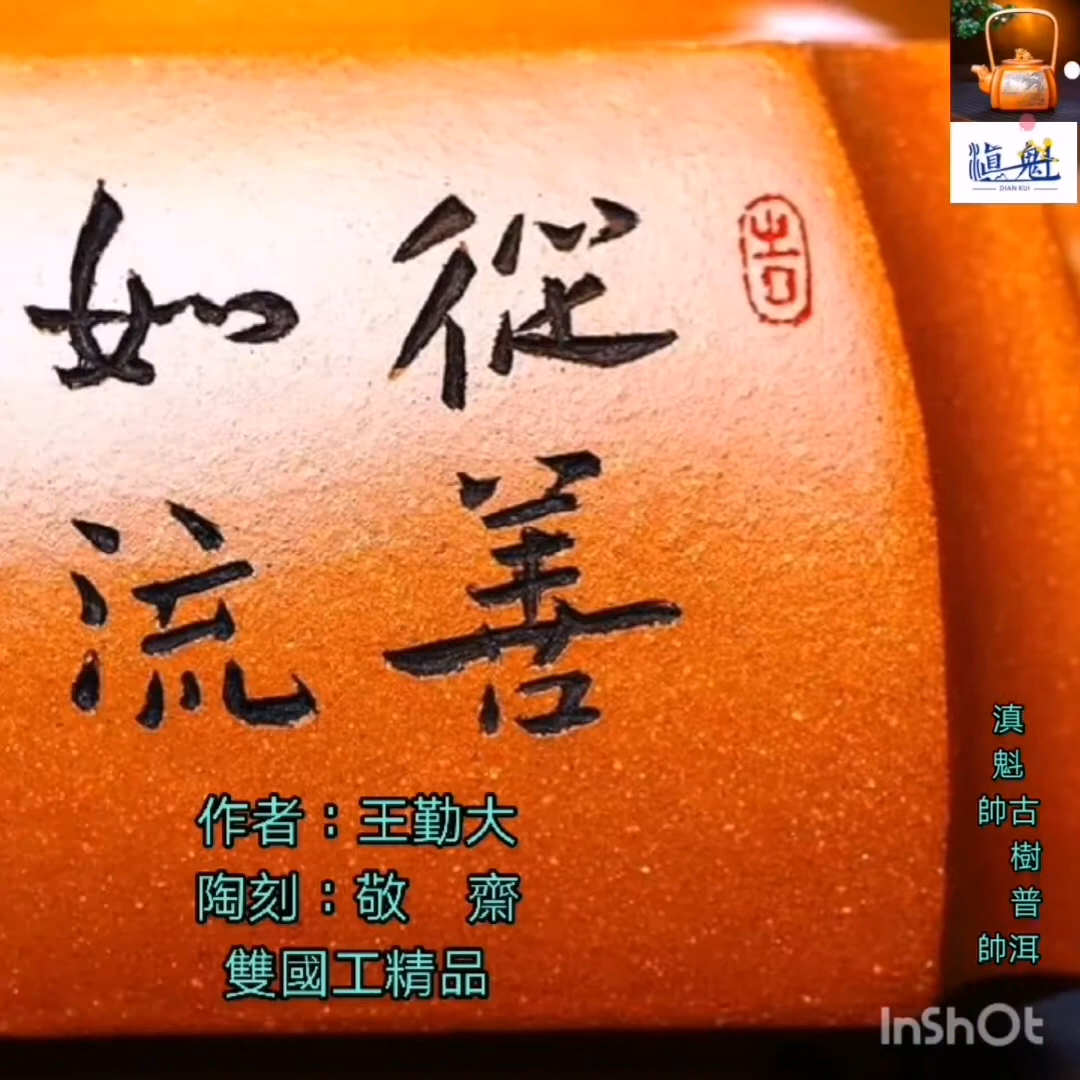 從善
如流
作者：王勤大
陶刻：敬　齋
雙國工精品
滇魁
DIAN KUI
古樹普洱
滇魁帥帥
InShOt